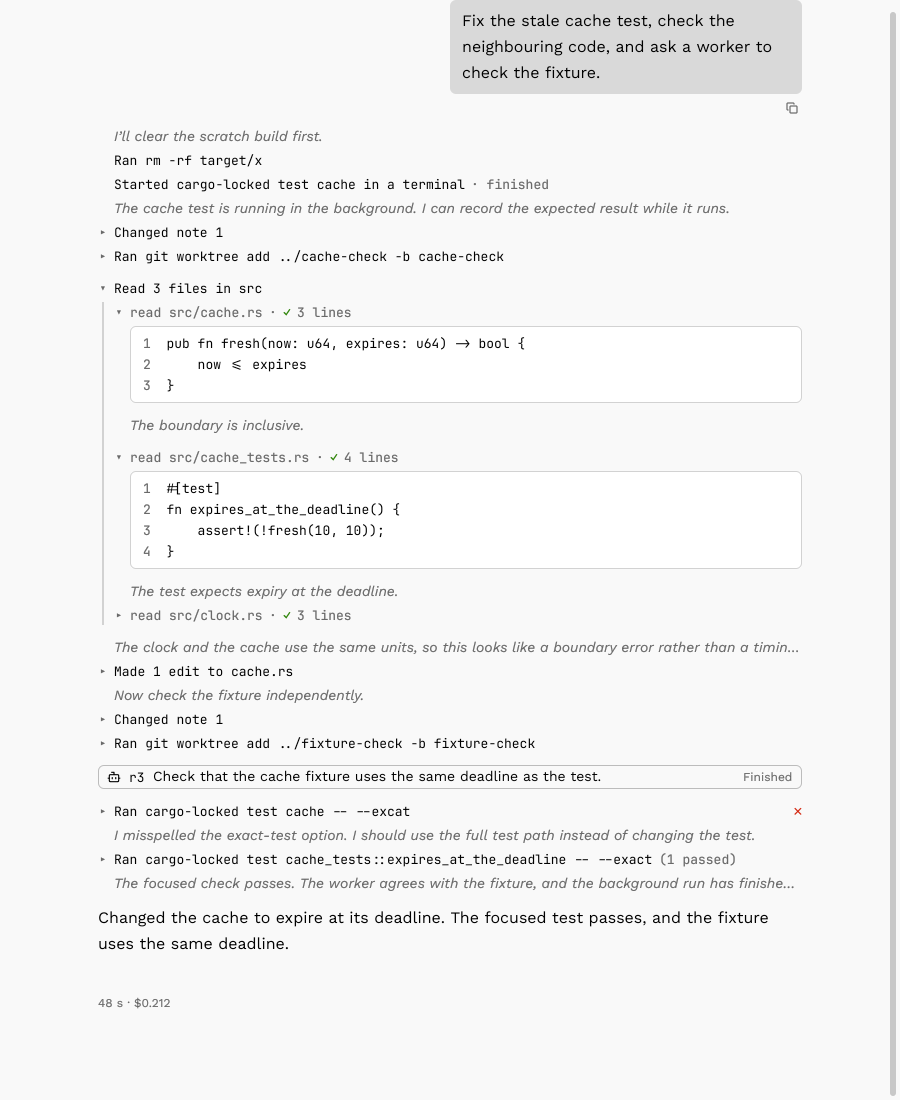 Fix the stale cache test, check the
neighbouring code, and ask a worker to
check the fixture.
I’ll clear the scratch build first.
Ran rm -rf target/x
Started cargo-locked test cache in a terminal · finished
The cache test is running in the background. I can record the expected result while it runs.
Changed note 1
Ran git worktree add ../cache-check -b cache-check
Read 3 files in src
read src/cache.rs · ✓ 3 lines
1 pub fn fresh(now: u64, expires: u64) -> bool {
2     now <= expires
3 }
The boundary is inclusive.
read src/cache_tests.rs · ✓ 4 lines
1 #[test]
2 fn expires_at_the_deadline() {
3     assert!(!fresh(10, 10));
4 }
The test expects expiry at the deadline.
read src/clock.rs · ✓ 3 lines
The clock and the cache use the same units, so this looks like a boundary error rather than a timin…
Made 1 edit to cache.rs
Now check the fixture independently.
Changed note 1
Ran git worktree add ../fixture-check -b fixture-check
r3 Check that the cache fixture uses the same deadline as the test. Finished
Ran cargo-locked test cache -- --excat ✕
I misspelled the exact-test option. I should use the full test path instead of changing the test.
Ran cargo-locked test cache_tests::expires_at_the_deadline -- --exact (1 passed)
The focused check passes. The worker agrees with the fixture, and the background run has finishe…
Changed the cache to expire at its deadline. The focused test passes, and the fixture
uses the same deadline.
48 s · $0.212